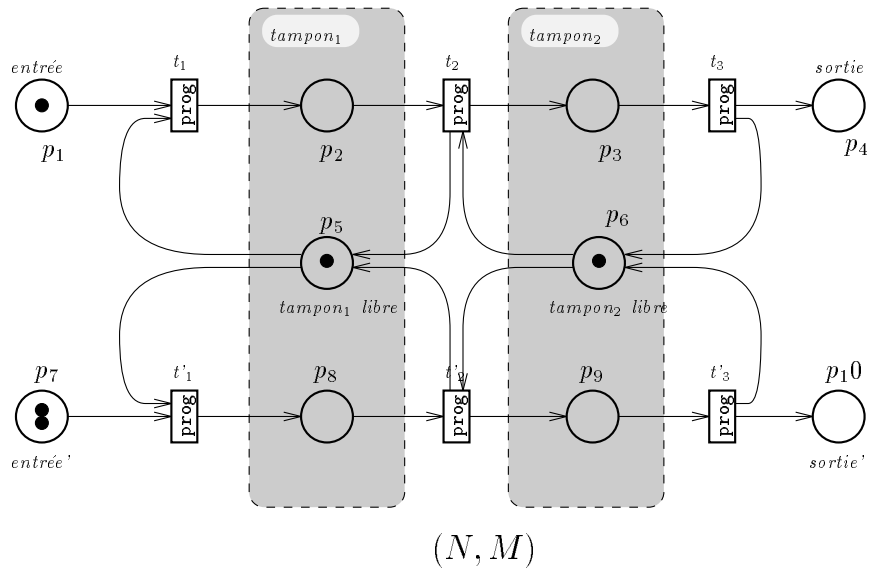 tampon₁ tampon₂
entrée t₁ t₂ t₃ sortie
prog prog prog
p₁ p₂ p₃ p₄
p₅ p₆
tampon₁ libre tampon₂ libre
p₇ t'₁ p₈ t'₂ p₉ t'₃ p₁0
prog prog prog
entrée' sortie'
(N, M)